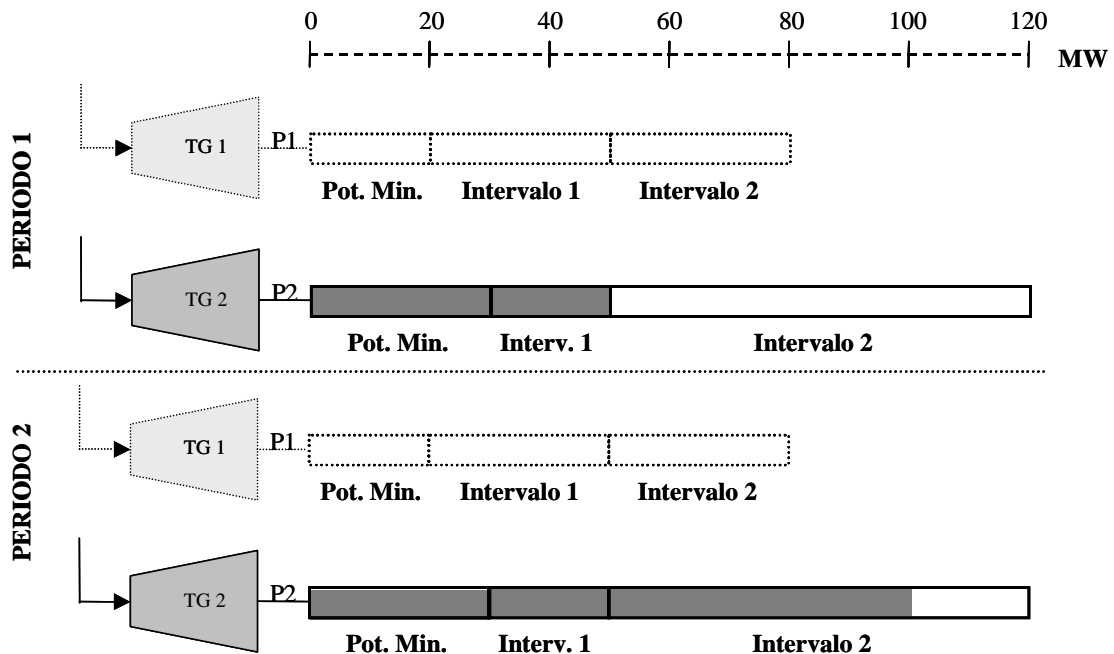 0 20 40 60 80 100 120
MW
PERIODO 1
TG 1 P1
Pot. Min. Intervalo 1 Intervalo 2
TG 2 P2
Pot. Min. Interv. 1 Intervalo 2
PERIODO 2
TG 1 P1
Pot. Min. Intervalo 1 Intervalo 2
TG 2 P2
Pot. Min. Interv. 1 Intervalo 2